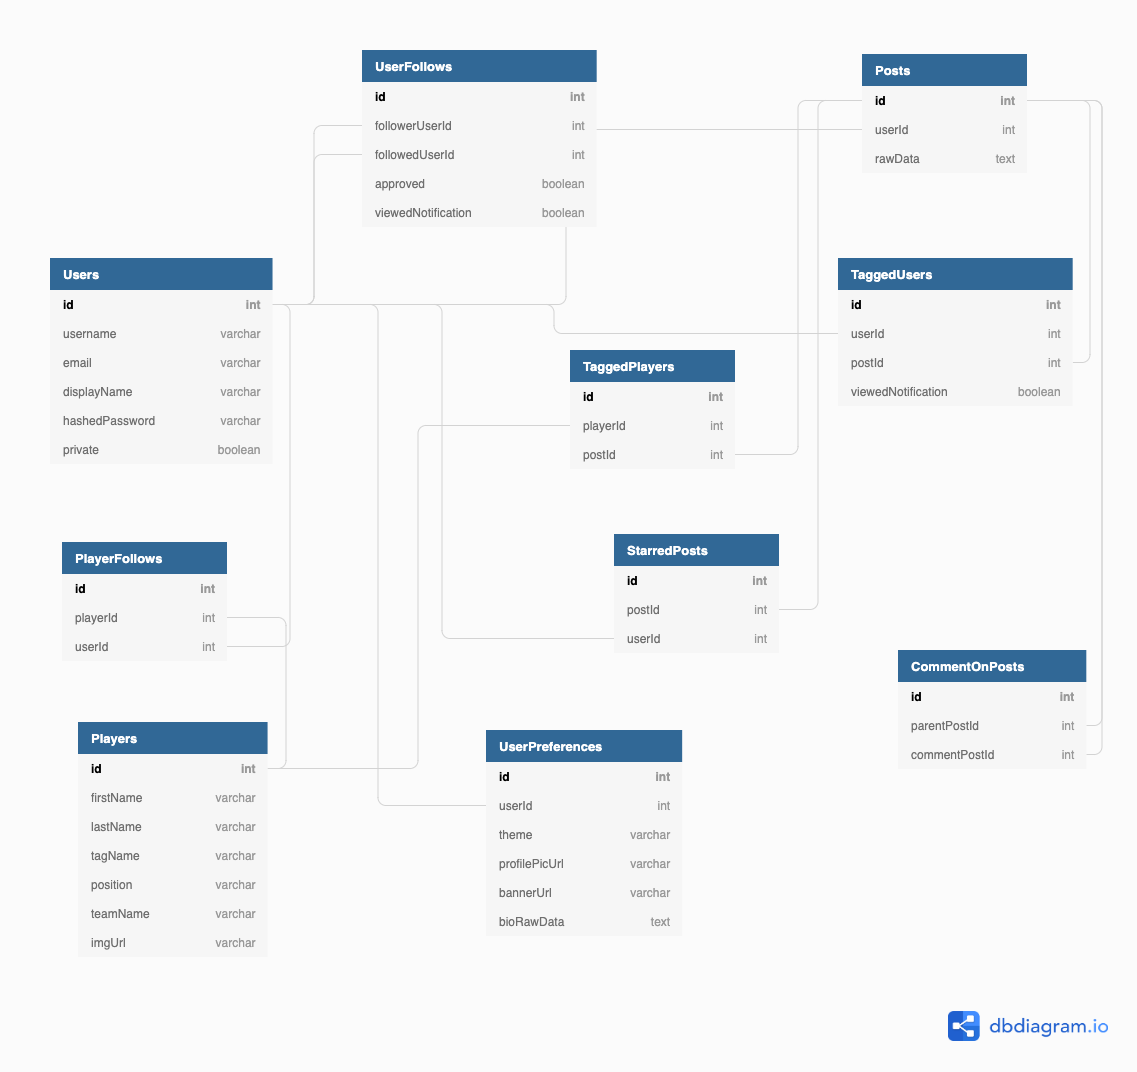 UserFollows
id int
followerUserId int
followedUserId int
approved boolean
viewedNotification boolean
Posts
id int
userId int
rawData text
Users
id int
username varchar
email varchar
displayName varchar
hashedPassword varchar
private boolean
TaggedUsers
id int
userId int
postId int
viewedNotification boolean
TaggedPlayers
id int
playerId int
postId int
PlayerFollows
id int
playerId int
userId int
StarredPosts
id int
postId int
userId int
CommentOnPosts
id int
parentPostId int
commentPostId int
Players
id int
firstName varchar
lastName varchar
tagName varchar
position varchar
teamName varchar
imgUrl varchar
UserPreferences
id int
userId int
theme varchar
profilePicUrl varchar
bannerUrl varchar
bioRawData text
dbdiagram.io